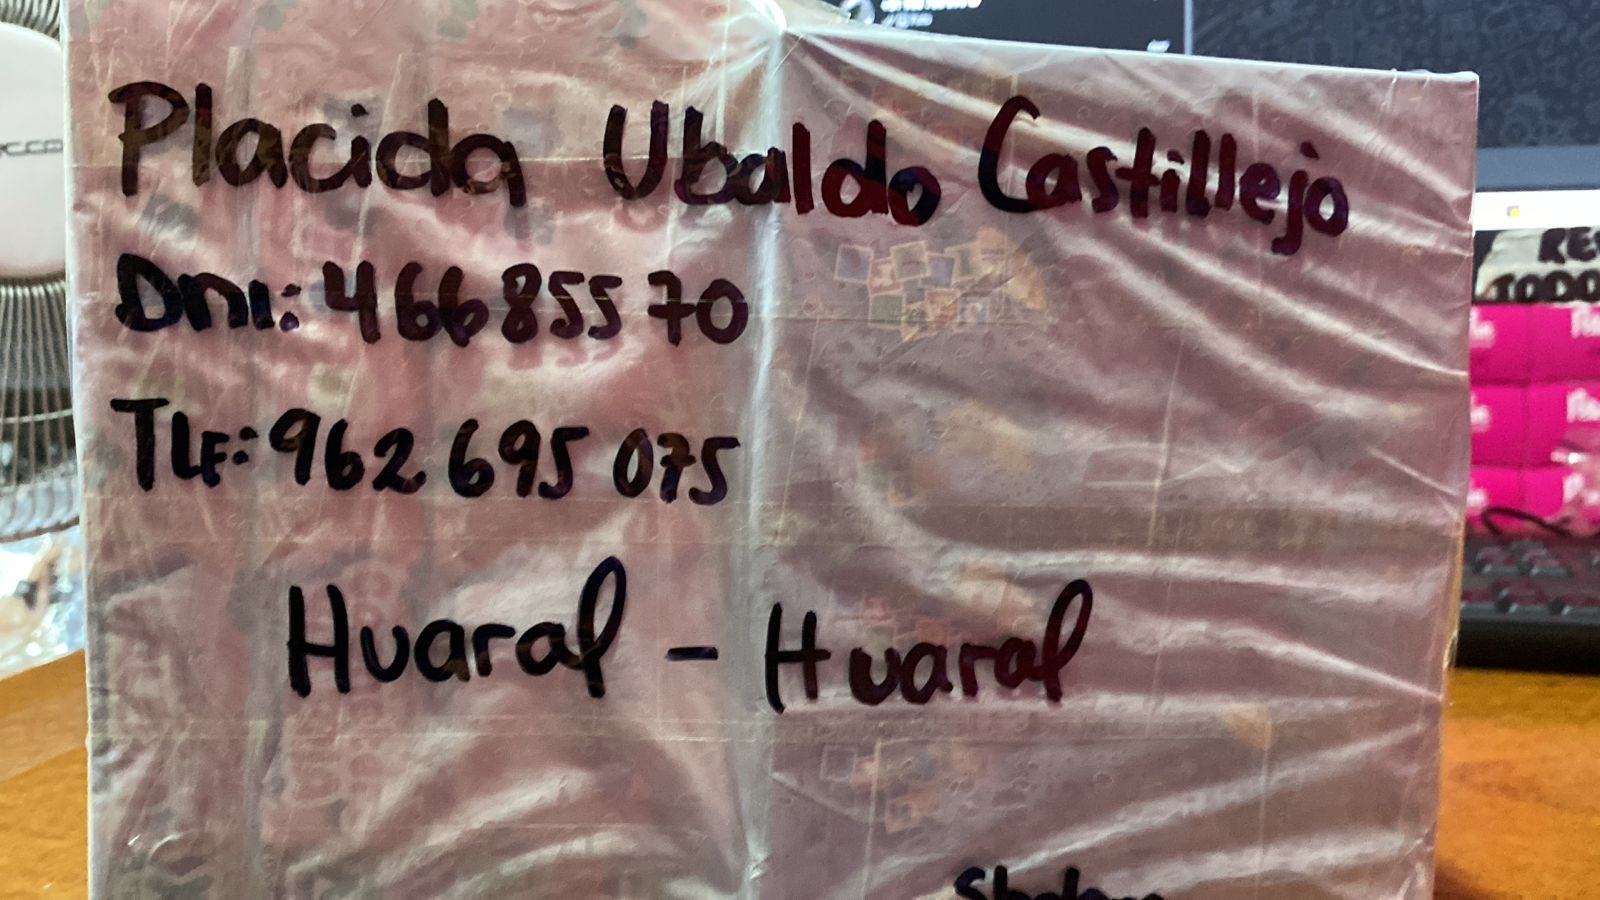 Placida Ubaldo Castillejo
Dni: 46685570
TLF: 962 695 075
Huaral - Huaral